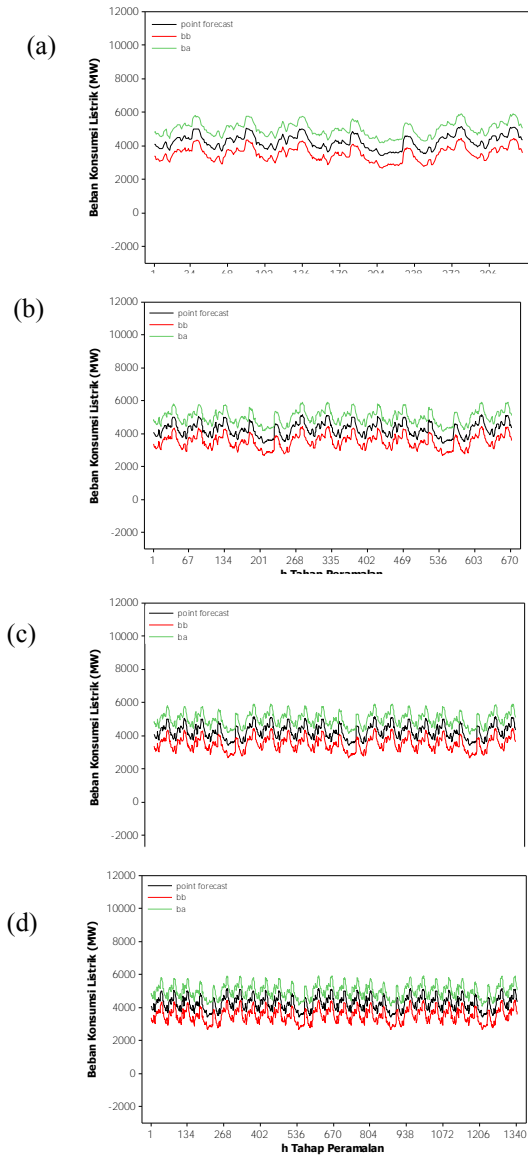 (a)
12000
10000
8000
6000
4000
2000
0
-2000
Beban Konsumsi Listrik (MW)
point forecast
bb
ba
1 34 68 102 136 170 204 238 272 306
(b)
12000
10000
8000
6000
4000
2000
0
-2000
Beban Konsumsi Listrik (MW)
point forecast
bb
ba
1 67 134 201 268 335 402 469 536 603 670
h Tahap Peramalan
(c)
12000
10000
8000
6000
4000
2000
0
-2000
Beban Konsumsi Listrik (MW)
point forecast
bb
ba
(d)
12000
10000
8000
6000
4000
2000
0
-2000
Beban Konsumsi Listrik (MW)
point forecast
bb
ba
1 134 268 402 536 670 804 938 1072 1206 1340
h Tahap Peramalan